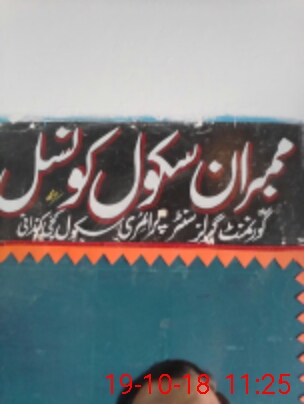 ممبران سکول کونسل
گورنمنٹ گرلز سنٹر پرائمری سکول
19-10-18 11:25